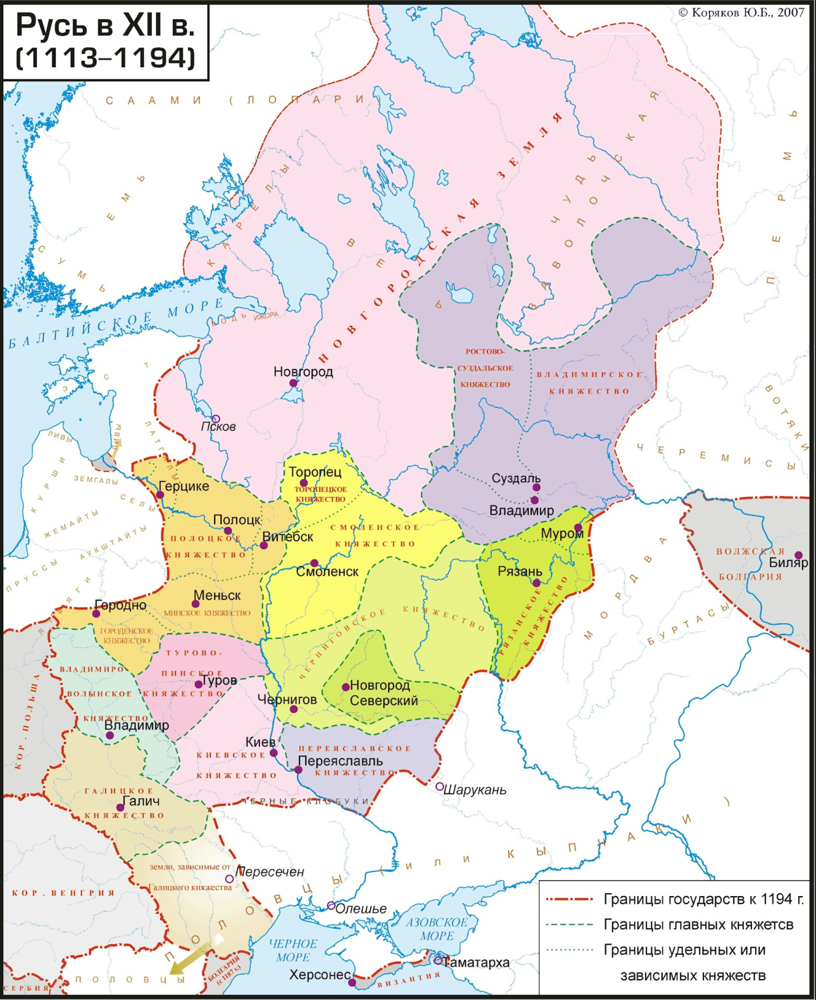 Русь в XII в.
(1113–1194)
© Коряков Ю.Б., 2007
СААМИ (ЛОПАРИ)
ЕМЬ
СУМЬ
КАРЕЛЫ
ВЕСЬ
НОВГОРОДСКАЯ ЗЕМЛЯ
ЗАВОЛОЧСКАЯ
ЧУДЬ
ПЕРМЬ
БАЛТИЙСКОЕ МОРЕ
ВОДЬ
ИЖОРА
ЭСТЫ
Новгород
Псков
РОСТОВО-
СУЗДАЛЬСКОЕ
КНЯЖЕСТВО
ВЛАДИМИРСКОЕ
КНЯЖЕСТВО
ВОТЯКИ
ЧЕРЕМИСЫ
ЛИВЫ
ЛИВЫ
ЛАТГАЛЫ
КУРШИ
ЗЕМГАЛЫ
СЕЛЫ
ЖЕМАЙТЫ
АУКШТАЙТЫ
ПРУССЫ
ЯТВЯГИ
Торопец
ТОРОПЕЦКОЕ
КНЯЖЕСТВО
Герцике
Суздаль
Владимир
Полоцк
Витебск
ПОЛОЦКОЕ
КНЯЖЕСТВО
СМОЛЕНСКОЕ
КНЯЖЕСТВО
Смоленск
Муром
Рязань
РЯЗАНСКОЕ
КНЯЖЕСТВО
МОРДВА
БУРТАСЫ
ВОЛЖСКАЯ
БОЛГАРИЯ
Биляр
Меньск
МИНСКОЕ КНЯЖЕСТВО
Городно
ГОРОДЕНСКОЕ
КНЯЖЕСТВО
ЧЕРНИГОВСКОЕ КНЯЖЕСТВО
ТУРОВО-
ПИНСКОЕ
КНЯЖЕСТВО
Туров
ВЛАДИМИРО
ВОЛЫНСКОЕ
КНЯЖЕСТВО
Владимир
КОР. ПОЛЬША
Новгород
Северский
Чернигов
Киев
КИЕВСКОЕ
КНЯЖЕСТВО
ПЕРЕЯСЛАВСКОЕ
Переяславль
КНЯЖЕСТВО
Шарукань
ЧЕРНЫЕ КЛОБУКИ
ГАЛИЦКОЕ
Галич
КНЯЖЕСТВО
земли, зависимые от
Галицкого княжества
Пересечен
ПОЛОВЦЫ (ИЛИ КЫПЧАКИ)
КОР. ВЕНГРИЯ
Олешье
АЗОВСКОЕ
МОРЕ
ЧЕРНОЕ
МОРЕ
Херсонес
ВИЗАНТИЯ
Таматарха
БОЛГАРИЯ
(с 1187 г.)
ПОЛОВЦЫ
СЕРБИЯ
Границы государств к 1194 г.
Границы главных княжетсв
Границы удельных или
зависимых княжеств